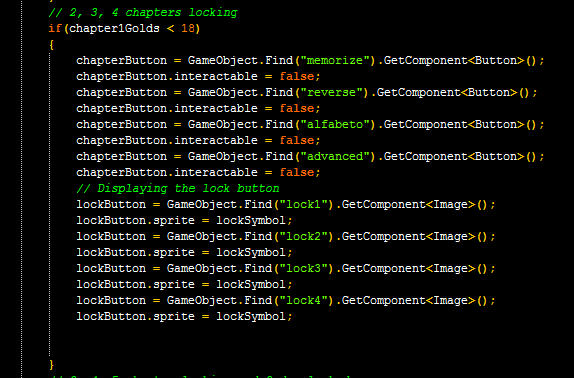 // 2, 3, 4 chapters locking
if(chapter1Golds < 18)
{
chapterButton = GameObject.Find("memorize").GetComponent<Button>();
chapterButton.interactable = false;
chapterButton = GameObject.Find("reverse").GetComponent<Button>();
chapterButton.interactable = false;
chapterButton = GameObject.Find("alfabeto").GetComponent<Button>();
chapterButton.interactable = false;
chapterButton = GameObject.Find("advanced").GetComponent<Button>();
chapterButton.interactable = false;
// Displaying the lock button
lockButton = GameObject.Find("lock1").GetComponent<Image>();
lockButton.sprite = lockSymbol;
lockButton = GameObject.Find("lock2").GetComponent<Image>();
lockButton.sprite = lockSymbol;
lockButton = GameObject.Find("lock3").GetComponent<Image>();
lockButton.sprite = lockSymbol;
lockButton = GameObject.Find("lock4").GetComponent<Image>();
lockButton.sprite = lockSymbol;
}